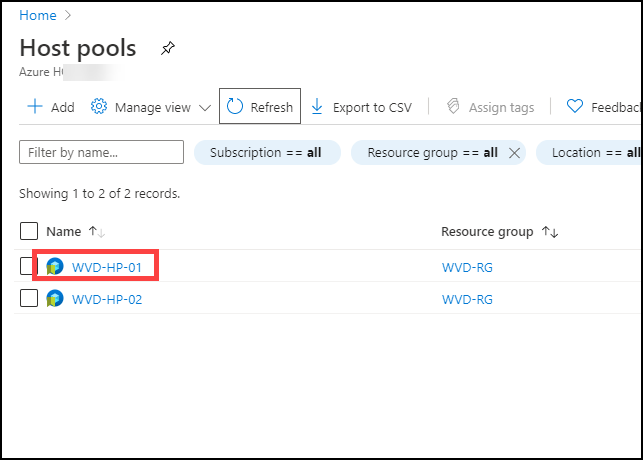 Home >
Host pools
Azure
Add Manage view Refresh Export to CSV Assign tags Feedback
Filter by name... Subscription == all Resource group == all Location == all
Showing 1 to 2 of 2 records.
Name Resource group
WVD-HP-01 WVD-RG
WVD-HP-02 WVD-RG